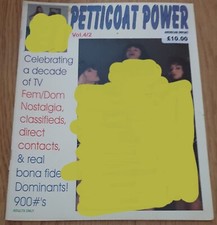 PETTICOAT POWER
Vol.4/2
£10.00
Celebrating
a decade
of TV
Fem/Dom
Nostalgia,
classifieds,
direct
contacts,
& real
bona fide
Dominants!
900#'s